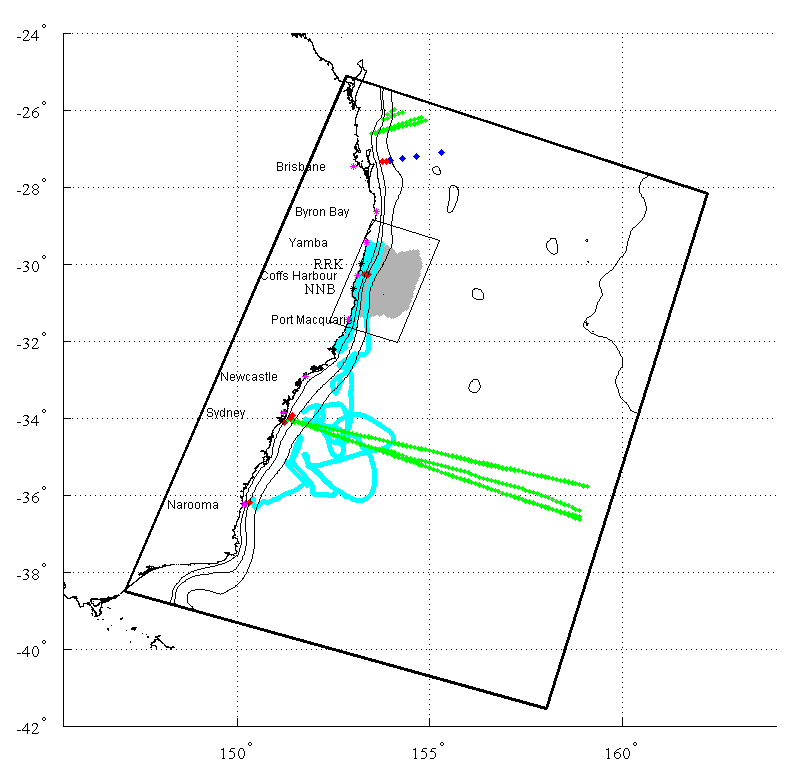 -24°
-26°
Brisbane
-28°
Byron Bay
Yamba
-30°
RRK
Coffs Harbour
NNB
Port Macquari
-32°
Newcastle
-34°
Sydney
-36°
Narooma
-38°
-40°
-42°
150° 155° 160°